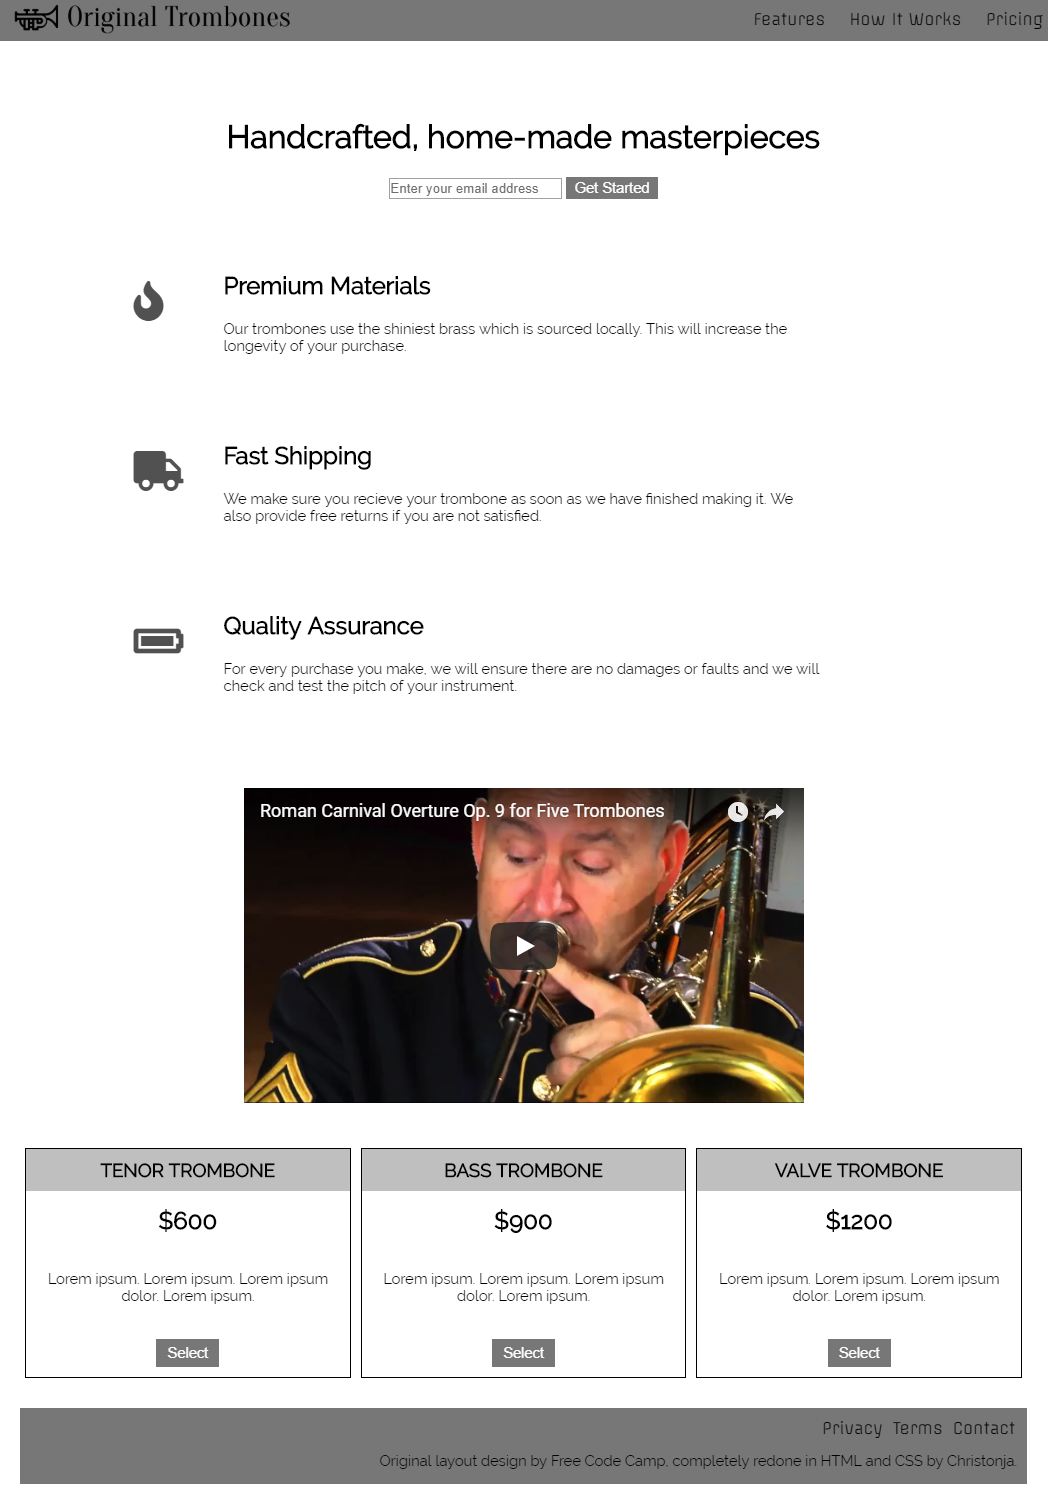 Original Trombones
Features How It Works Pricing
Handcrafted, home-made masterpieces
Enter your email address Get Started
Premium Materials
Our trombones use the shiniest brass which is sourced locally. This will increase the
longevity of your purchase.
Fast Shipping
We make sure you recieve your trombone as soon as we have finished making it. We
also provide free returns if you are not satisfied.
Quality Assurance
For every purchase you make, we will ensure there are no damages or faults and we will
check and test the pitch of your instrument.
Roman Carnival Overture Op. 9 for Five Trombones
TENOR TROMBONE
$600
Lorem ipsum. Lorem ipsum. Lorem ipsum
dolor. Lorem ipsum.
Select
BASS TROMBONE
$900
Lorem ipsum. Lorem ipsum. Lorem ipsum
dolor. Lorem ipsum.
Select
VALVE TROMBONE
$1200
Lorem ipsum. Lorem ipsum. Lorem ipsum
dolor. Lorem ipsum.
Select
Privacy Terms Contact
Original layout design by Free Code Camp, completely redone in HTML and CSS by Christonja.